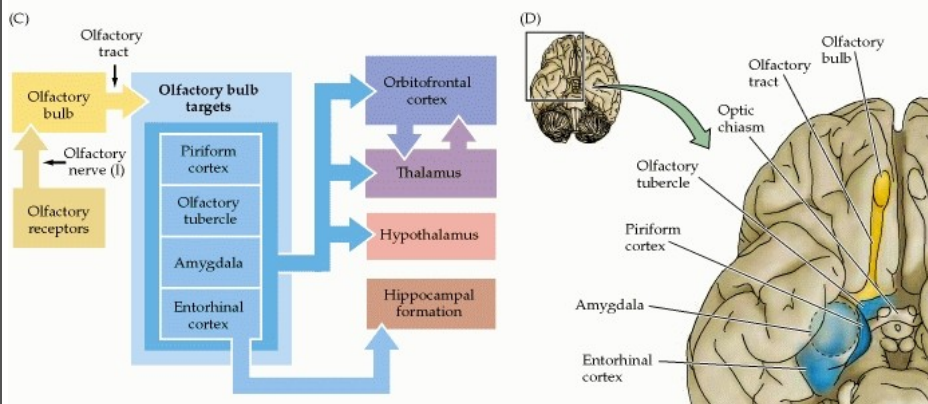 (C)
Olfactory
tract
Olfactory
bulb
Olfactory
nerve (I)
Olfactory
receptors
Olfactory bulb
targets
Piriform
cortex
Olfactory
tubercle
Amygdala
Entorhinal
cortex
Orbitofrontal
cortex
Thalamus
Hypothalamus
Hippocampal
formation
(D)
Olfactory
bulb
Olfactory
tract
Optic
chiasm
Olfactory
tubercle
Piriform
cortex
Amygdala
Entorhinal
cortex